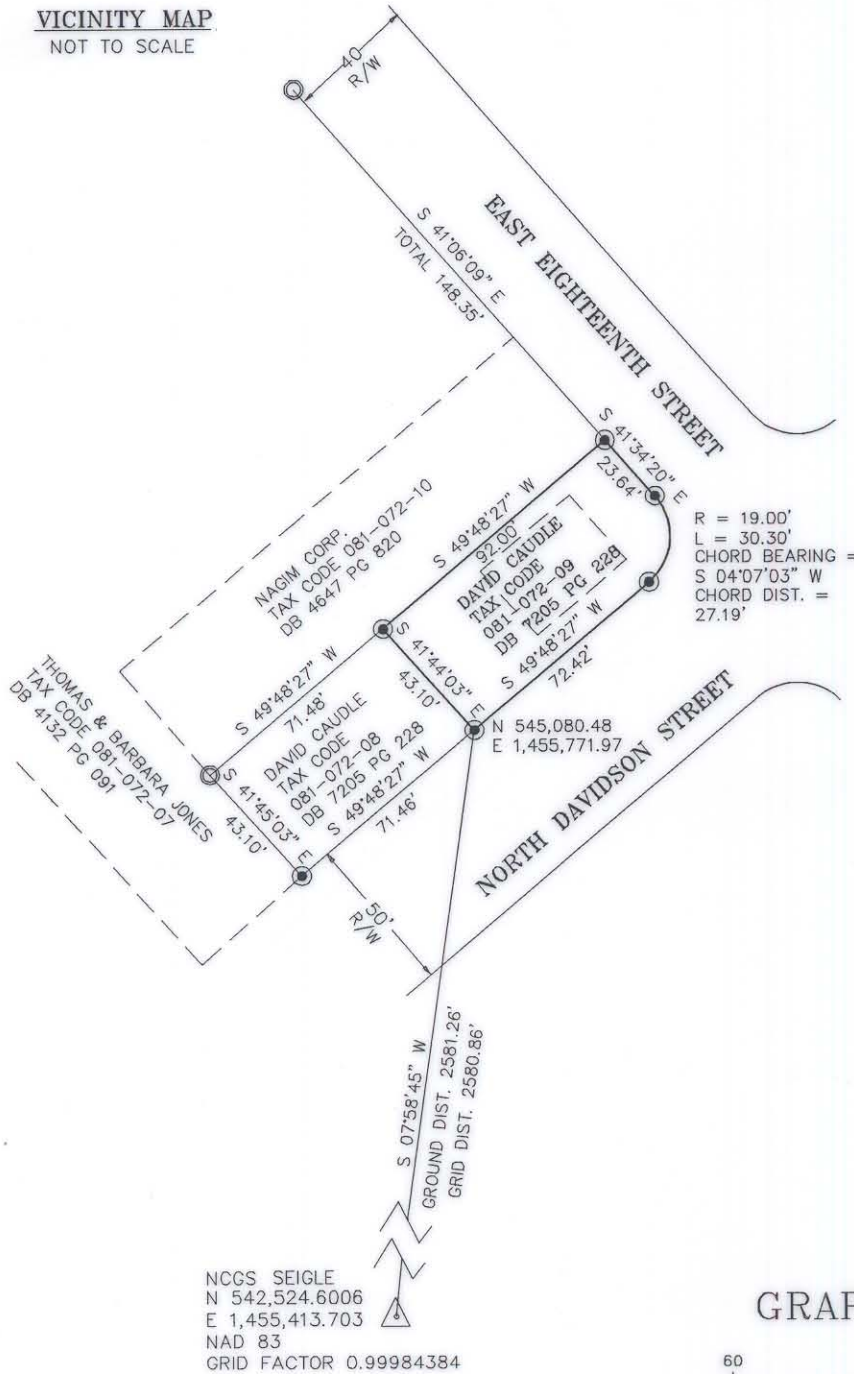 VICINITY MAP
NOT TO SCALE
40
R/W
S 41°06'09" E
TOTAL 148.35'
EAST EIGHTEENTH STREET
S 41°34'20" E
23.64'
R = 19.00'
L = 30.30'
CHORD BEARING =
S 04°07'03" W
CHORD DIST. =
27.19'
NAGIM CORP.
TAX CODE 081-072-10
DB 4647 PG 820
S 49°48'27" W
92.00'
DAVID CAUDLE
TAX CODE
081-072-09
DB 7205 PG 228
S 49°48'27" W
72.42'
S 41°44'03" E
43.10'
N 545,080.48
E 1,455,771.97
THOMAS & BARBARA JONES
TAX CODE 081-072-07
DB 4132 PG 091
S 49°48'27" W
71.48'
DAVID CAUDLE
TAX CODE
081-072-08
DB 7205 PG 228
S 49°48'27" W
71.46'
S 41°45'03" E
43.10'
50'
R/W
NORTH DAVIDSON STREET
S 07°58'45" W
GROUND DIST. 2581.26'
GRID DIST. 2580.86'
NCGS SEIGLE
N 542,524.6006
E 1,455,413.703
NAD 83
GRID FACTOR 0.99984384
GRAP
60